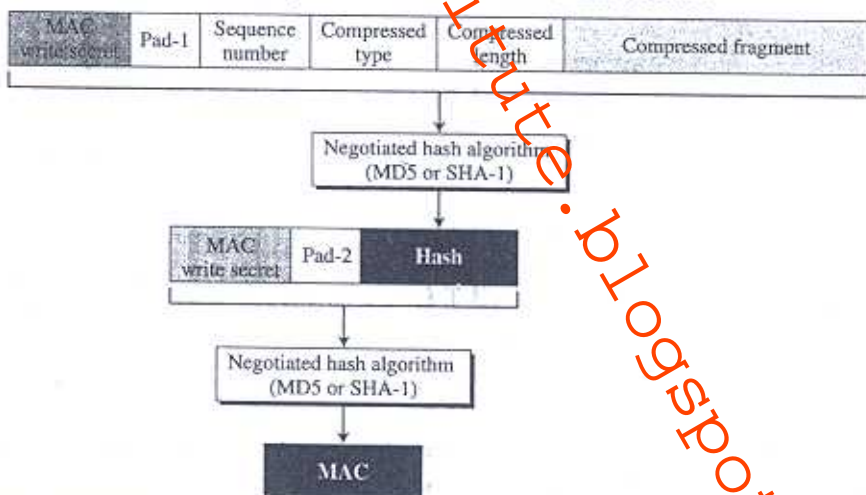 MAC
write secret
Pad-1
Sequence
number
Compressed
type
Compressed
length
Compressed fragment
Negotiated hash algorithm
(MD5 or SHA-1)
MAC
write secret
Pad-2
Hash
Negotiated hash algorithm
(MD5 or SHA-1)
MAC
lute.blogspo